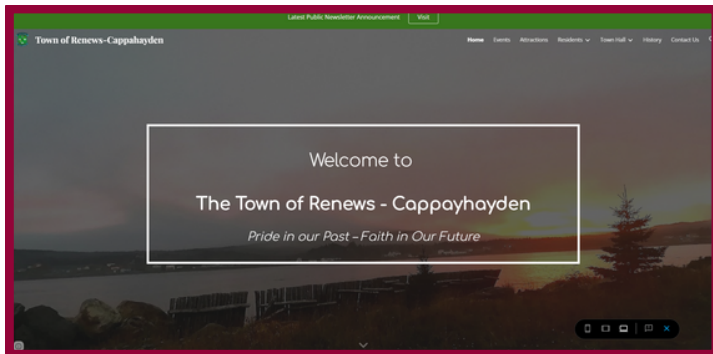 Latest Public Newsletter Announcement Visit
Town of Renews-Cappahayden
Home Events Attractions Residents Town Hall History Contact Us
Welcome to
The Town of Renews - Cappayhayden
Pride in our Past – Faith in Our Future